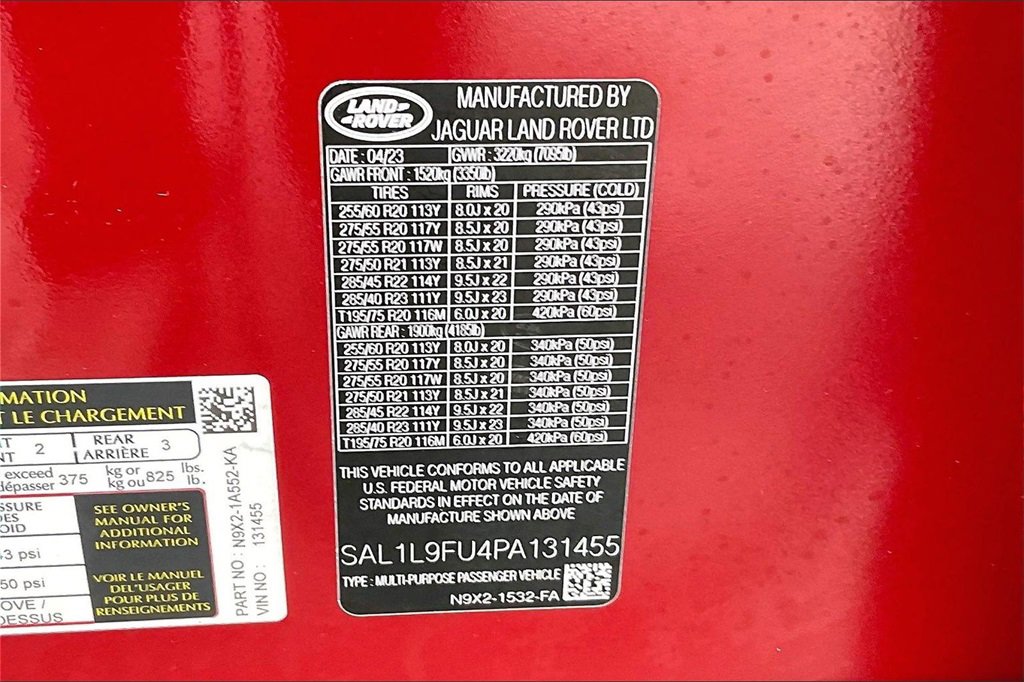 LAND ROVER
MANUFACTURED BY
JAGUAR LAND ROVER LTD
DATE : 04/23 GVWR : 3220kg (7095lb)
GAWR FRONT : 1520kg (3350lb)
TIRES RIMS PRESSURE (COLD)
255/60 R20 113Y 8.0J x 20 290kPa (43psi)
275/55 R20 117Y 8.5J x 20 290kPa (43psi)
275/55 R20 117W 8.5J x 20 290kPa (43psi)
275/50 R21 113Y 8.5J x 21 290kPa (43psi)
285/45 R22 114Y 9.5J x 22 290kPa (43psi)
285/40 R23 111Y 9.5J x 23 290kPa (43psi)
T195/75 R20 116M 6.0J x 20 420kPa (60psi)
GAWR REAR : 1900kg (4185lb)
255/60 R20 113Y 8.0J x 20 340kPa (50psi)
275/55 R20 117Y 8.5J x 20 340kPa (50psi)
275/55 R20 117W 8.5J x 20 340kPa (50psi)
275/50 R21 113Y 8.5J x 21 340kPa (50psi)
285/45 R22 114Y 9.5J x 22 340kPa (50psi)
285/40 R23 111Y 9.5J x 23 340kPa (50psi)
T195/75 R20 116M 6.0J x 20 420kPa (60psi)
THIS VEHICLE CONFORMS TO ALL APPLICABLE
U.S. FEDERAL MOTOR VEHICLE SAFETY
STANDARDS IN EFFECT ON THE DATE OF
MANUFACTURE SHOWN ABOVE
SAL1L9FU4PA131455
TYPE : MULTI-PURPOSE PASSENGER VEHICLE
N9X2-1532-FA
MATION
T LE CHARGEMENT
NT 2 REAR 3
NT ARRIÈRE
exceed 375 kg or 825 lbs.
dépasser kg ou lb.
SSURE
DES
OID
43 psi
50 psi
OVE /
DESSUS
SEE OWNER'S
MANUAL FOR
ADDITIONAL
INFORMATION
VOIR LE MANUEL
DEL'USAGER
POUR PLUS DE
RENSEIGNEMENTS
PART NO : N9X2-1A552-KA
VIN NO : 131455